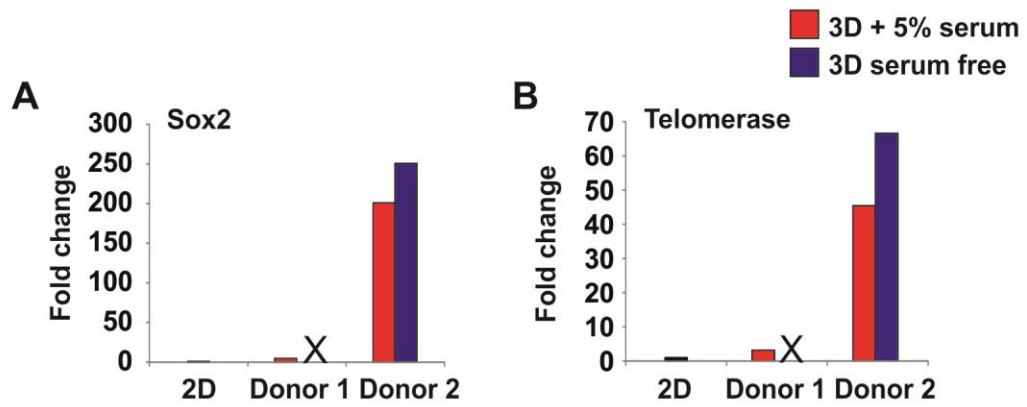 3D + 5% serum
3D serum free
A
Sox2
Fold change
300
250
200
150
100
50
0
X
2D Donor 1 Donor 2
B
Telomerase
Fold change
70
60
50
40
30
20
10
0
X
2D Donor 1 Donor 2